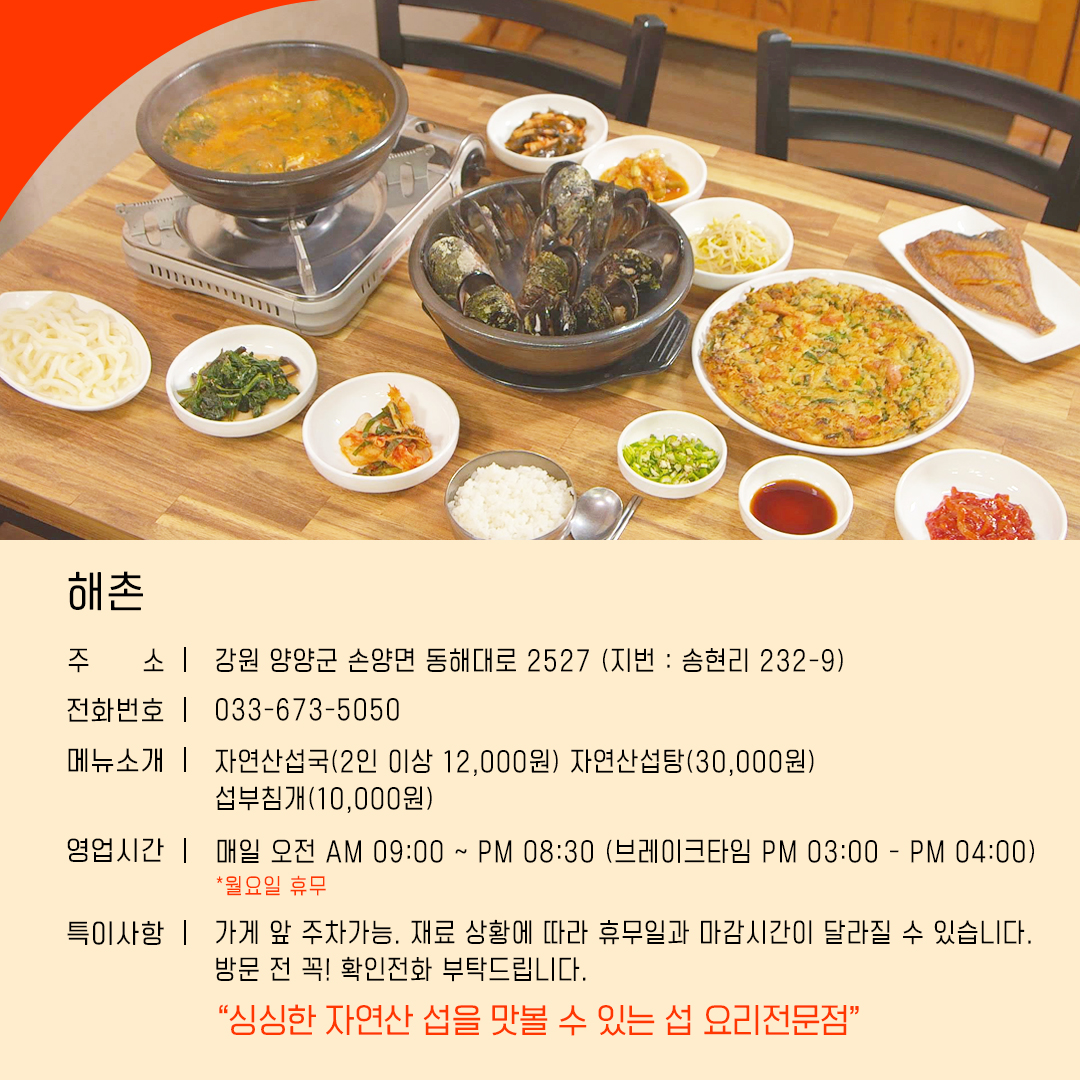 해촌
주 소 | 강원 양양군 손양면 동해대로 2527 (지번 : 송현리 232-9)
전화번호 | 033-673-5050
메뉴소개 | 자연산섭국(2인 이상 12,000원) 자연산섭탕(30,000원)
섭부침개(10,000원)
영업시간 | 매일 오전 AM 09:00 ~ PM 08:30 (브레이크타임 PM 03:00 - PM 04:00)
*월요일 휴무
특이사항 | 가게 앞 주차가능. 재료 상황에 따라 휴무일과 마감시간이 달라질 수 있습니다.
방문 전 꼭! 확인전화 부탁드립니다.
“싱싱한 자연산 섭을 맛볼 수 있는 섭 요리전문점”